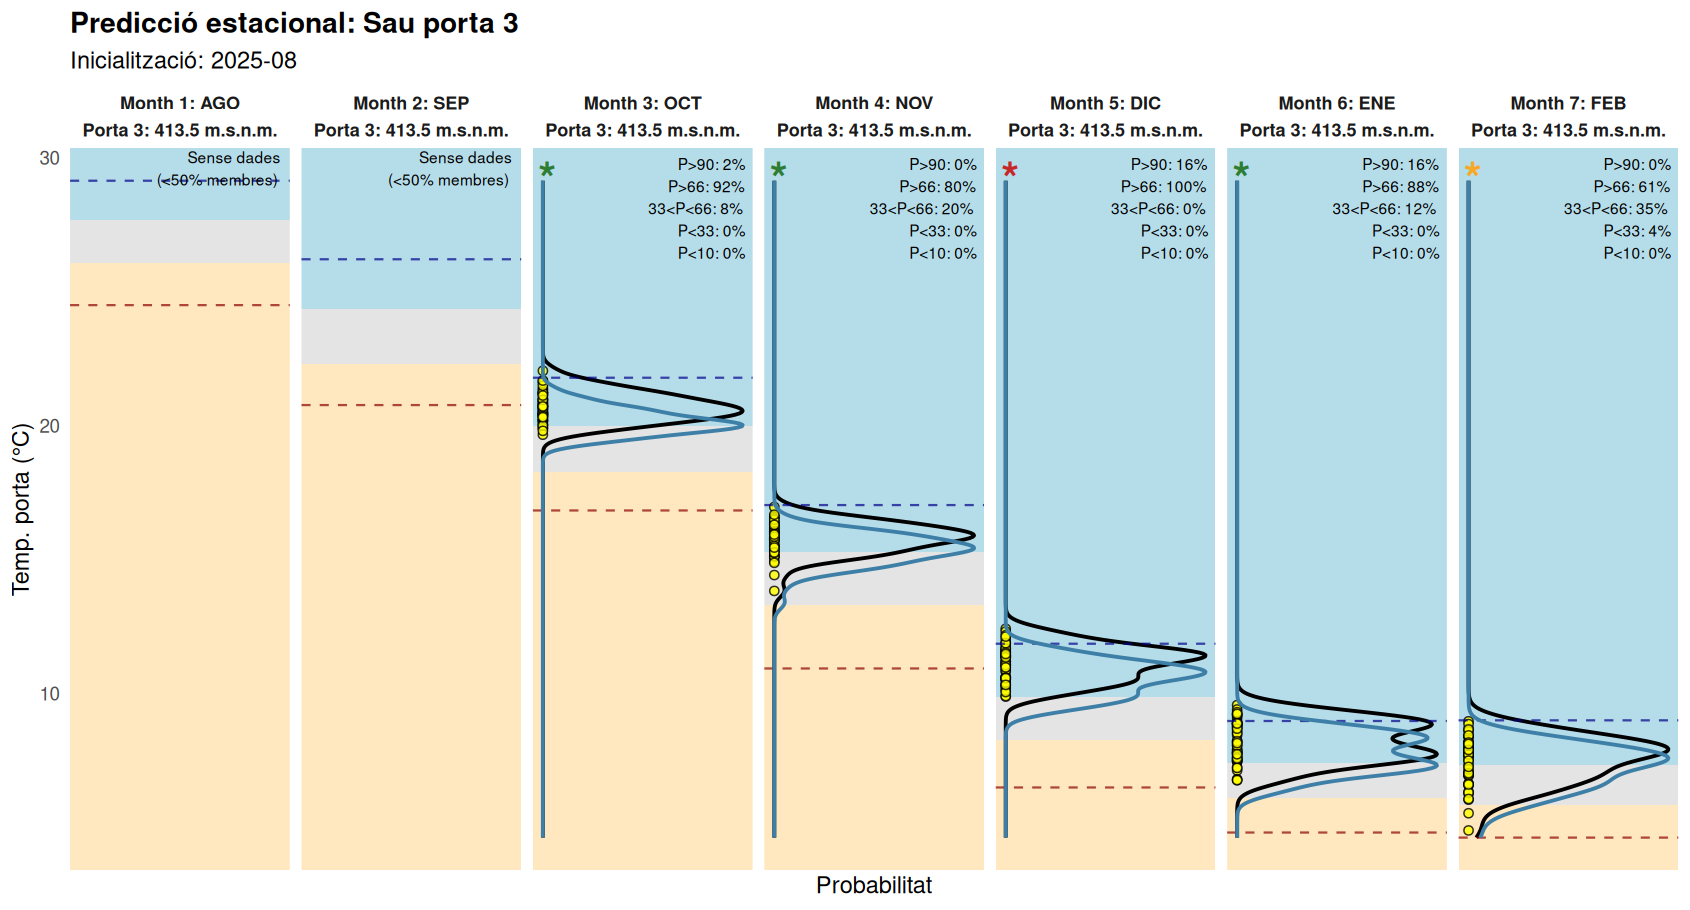 Predicció estacional: Sau porta 3
Inicialització: 2025-08
Month 1: AGO
Porta 3: 413.5 m.s.n.m.
Month 2: SEP
Porta 3: 413.5 m.s.n.m.
Month 3: OCT
Porta 3: 413.5 m.s.n.m.
Month 4: NOV
Porta 3: 413.5 m.s.n.m.
Month 5: DIC
Porta 3: 413.5 m.s.n.m.
Month 6: ENE
Porta 3: 413.5 m.s.n.m.
Month 7: FEB
Porta 3: 413.5 m.s.n.m.
Sense dades
(<50% membres)
Sense dades
(<50% membres)
*
P>90: 2%
P>66: 92%
33<P<66: 8%
P<33: 0%
P<10: 0%
*
P>90: 0%
P>66: 80%
33<P<66: 20%
P<33: 0%
P<10: 0%
*
P>90: 16%
P>66: 100%
33<P<66: 0%
P<33: 0%
P<10: 0%
*
P>90: 16%
P>66: 88%
33<P<66: 12%
P<33: 0%
P<10: 0%
*
P>90: 0%
P>66: 61%
33<P<66: 35%
P<33: 4%
P<10: 0%
30
20
10
Temp. porta (°C)
Probabilitat